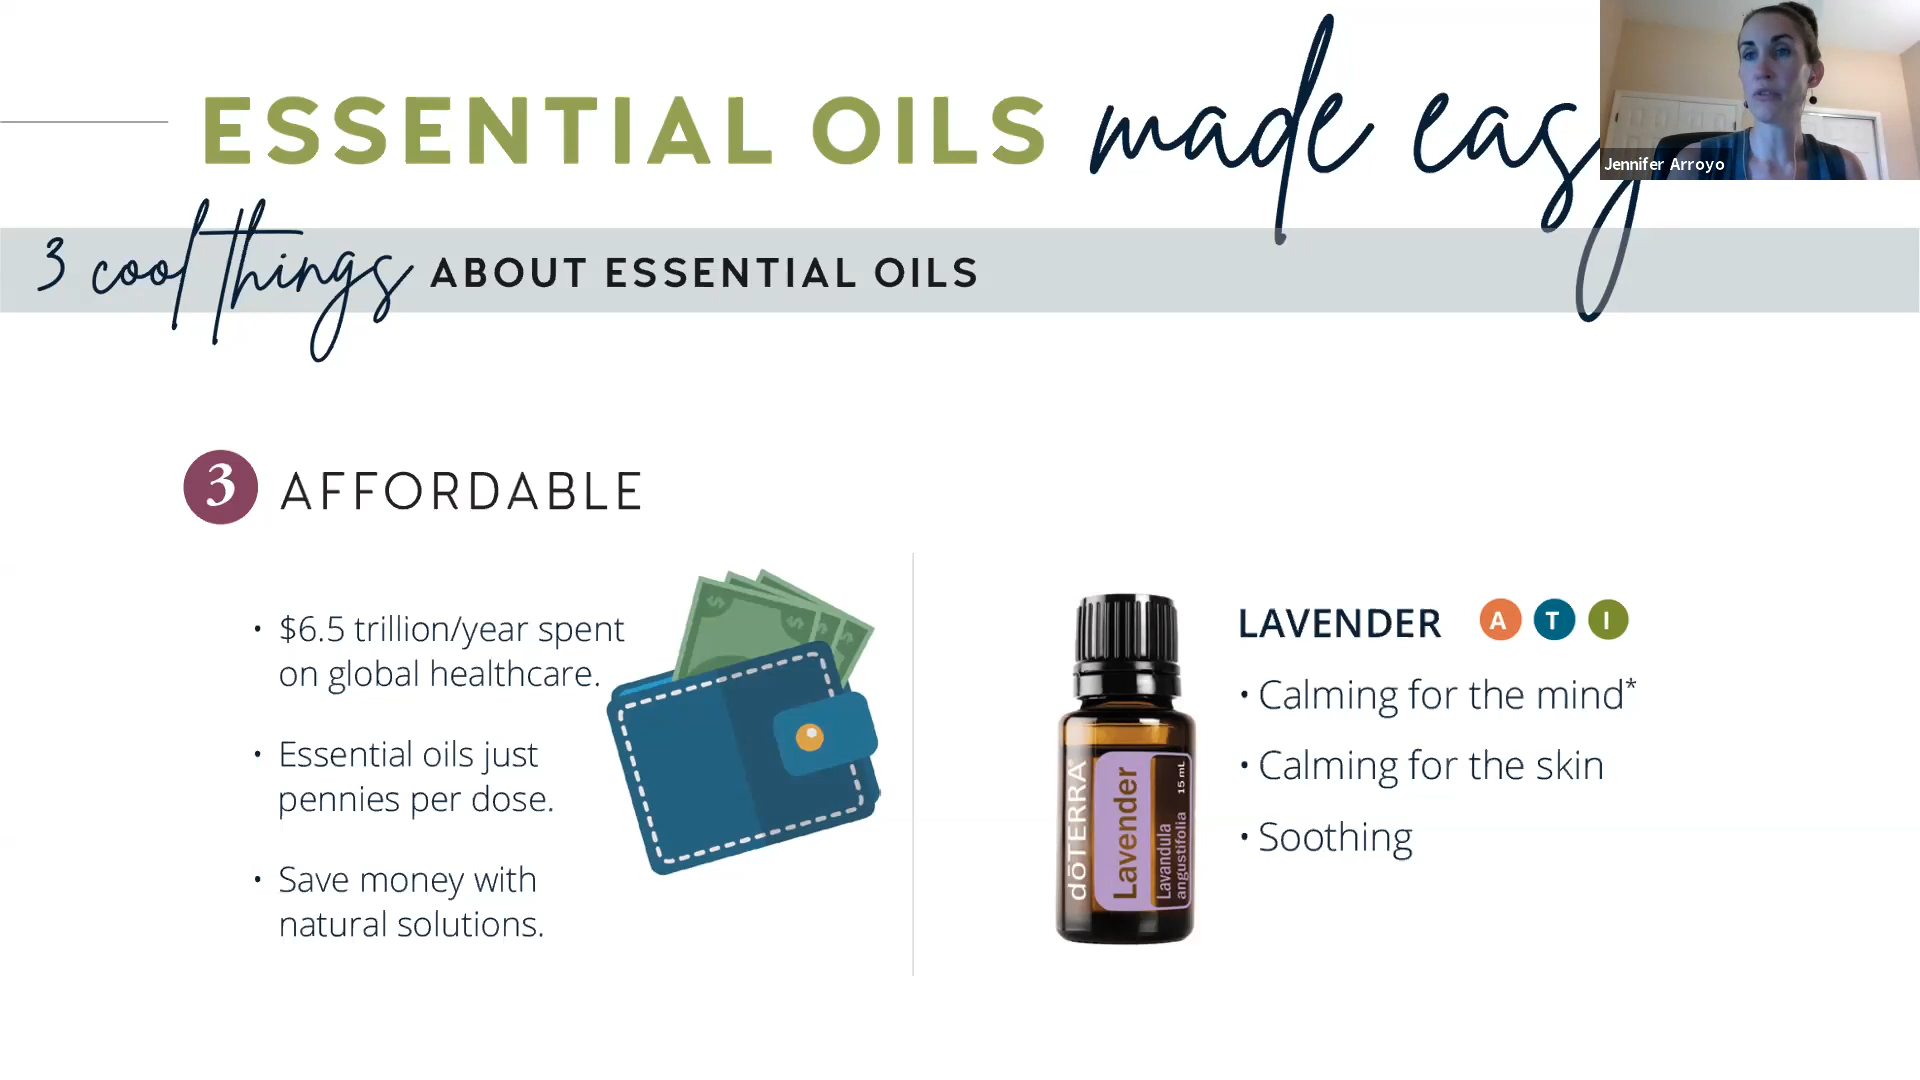 ESSENTIAL OILS made easy
Jennifer Arroyo
3 cool things ABOUT ESSENTIAL OILS
3 AFFORDABLE
• $6.5 trillion/year spent
on global healthcare.
• Essential oils just
pennies per dose.
• Save money with
natural solutions.
dōTERRA
Lavender
Lavandula
angustifolia 15 mL
LAVENDER A T I
• Calming for the mind*
• Calming for the skin
• Soothing